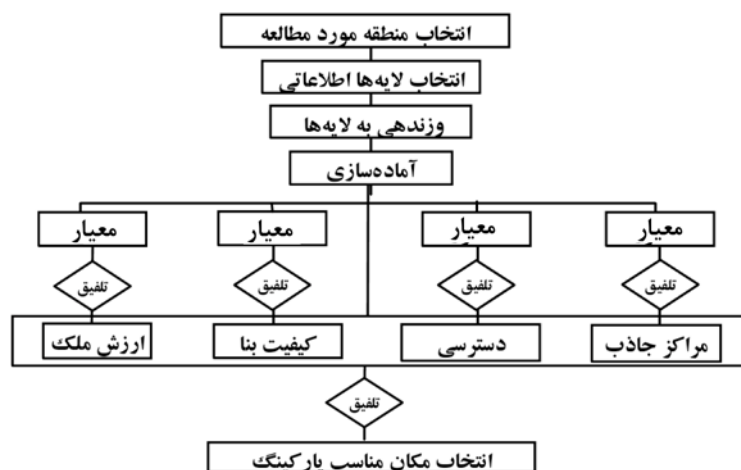 انتخاب منطقه مورد مطالعه
انتخاب لایه‌ها اطلاعاتی
وزندهی به لایه‌ها
آماده‌سازی
معیار
معیار
معیار
معیار
تلفیق
تلفیق
تلفیق
تلفیق
مراکز جاذب
دسترسی
کیفیت بنا
ارزش ملک
تلفیق
انتخاب مکان مناسب پارکینگ